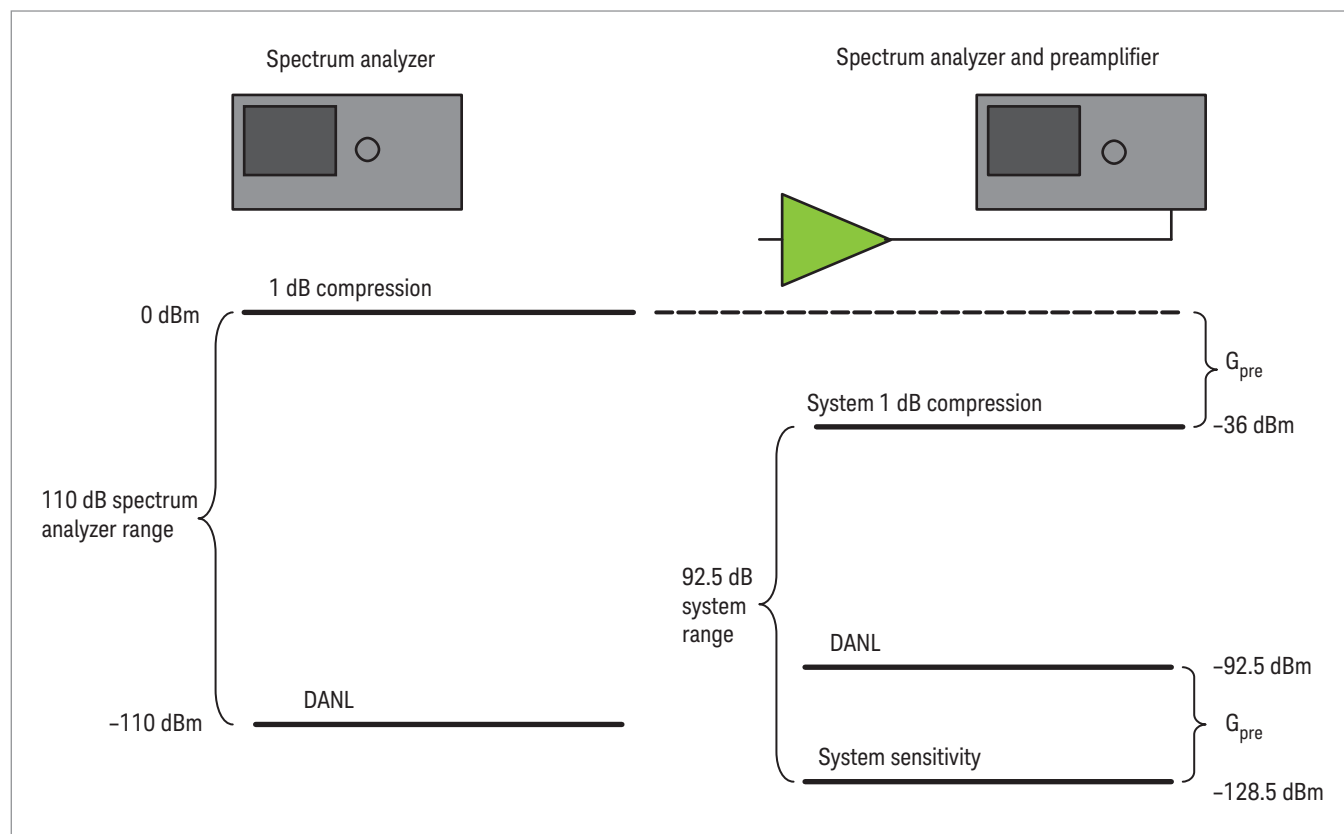 Spectrum analyzer
Spectrum analyzer and preamplifier
1 dB compression
0 dBm
G_pre
System 1 dB compression
–36 dBm
110 dB spectrum
analyzer range
92.5 dB
system
range
DANL
–92.5 dBm
DANL
–110 dBm
G_pre
System sensitivity
–128.5 dBm